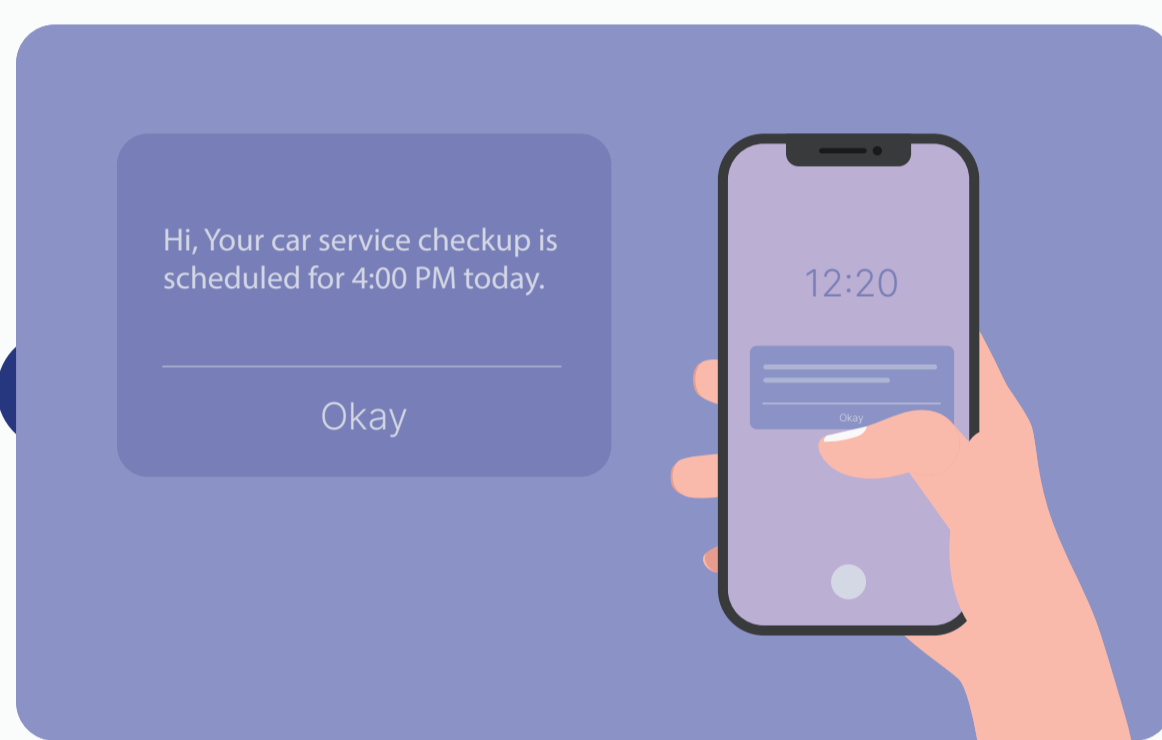 Hi, Your car service checkup is
scheduled for 4:00 PM today.
Okay
12:20
Okay